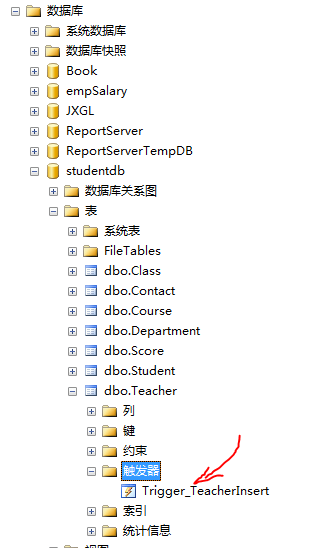 数据库
系统数据库
数据库快照
Book
empSalary
JXGL
ReportServer
ReportServerTempDB
studentdb
数据库关系图
表
系统表
FileTables
dbo.Class
dbo.Contact
dbo.Course
dbo.Department
dbo.Score
dbo.Student
dbo.Teacher
列
键
约束
触发器
Trigger_TeacherInsert
索引
统计信息